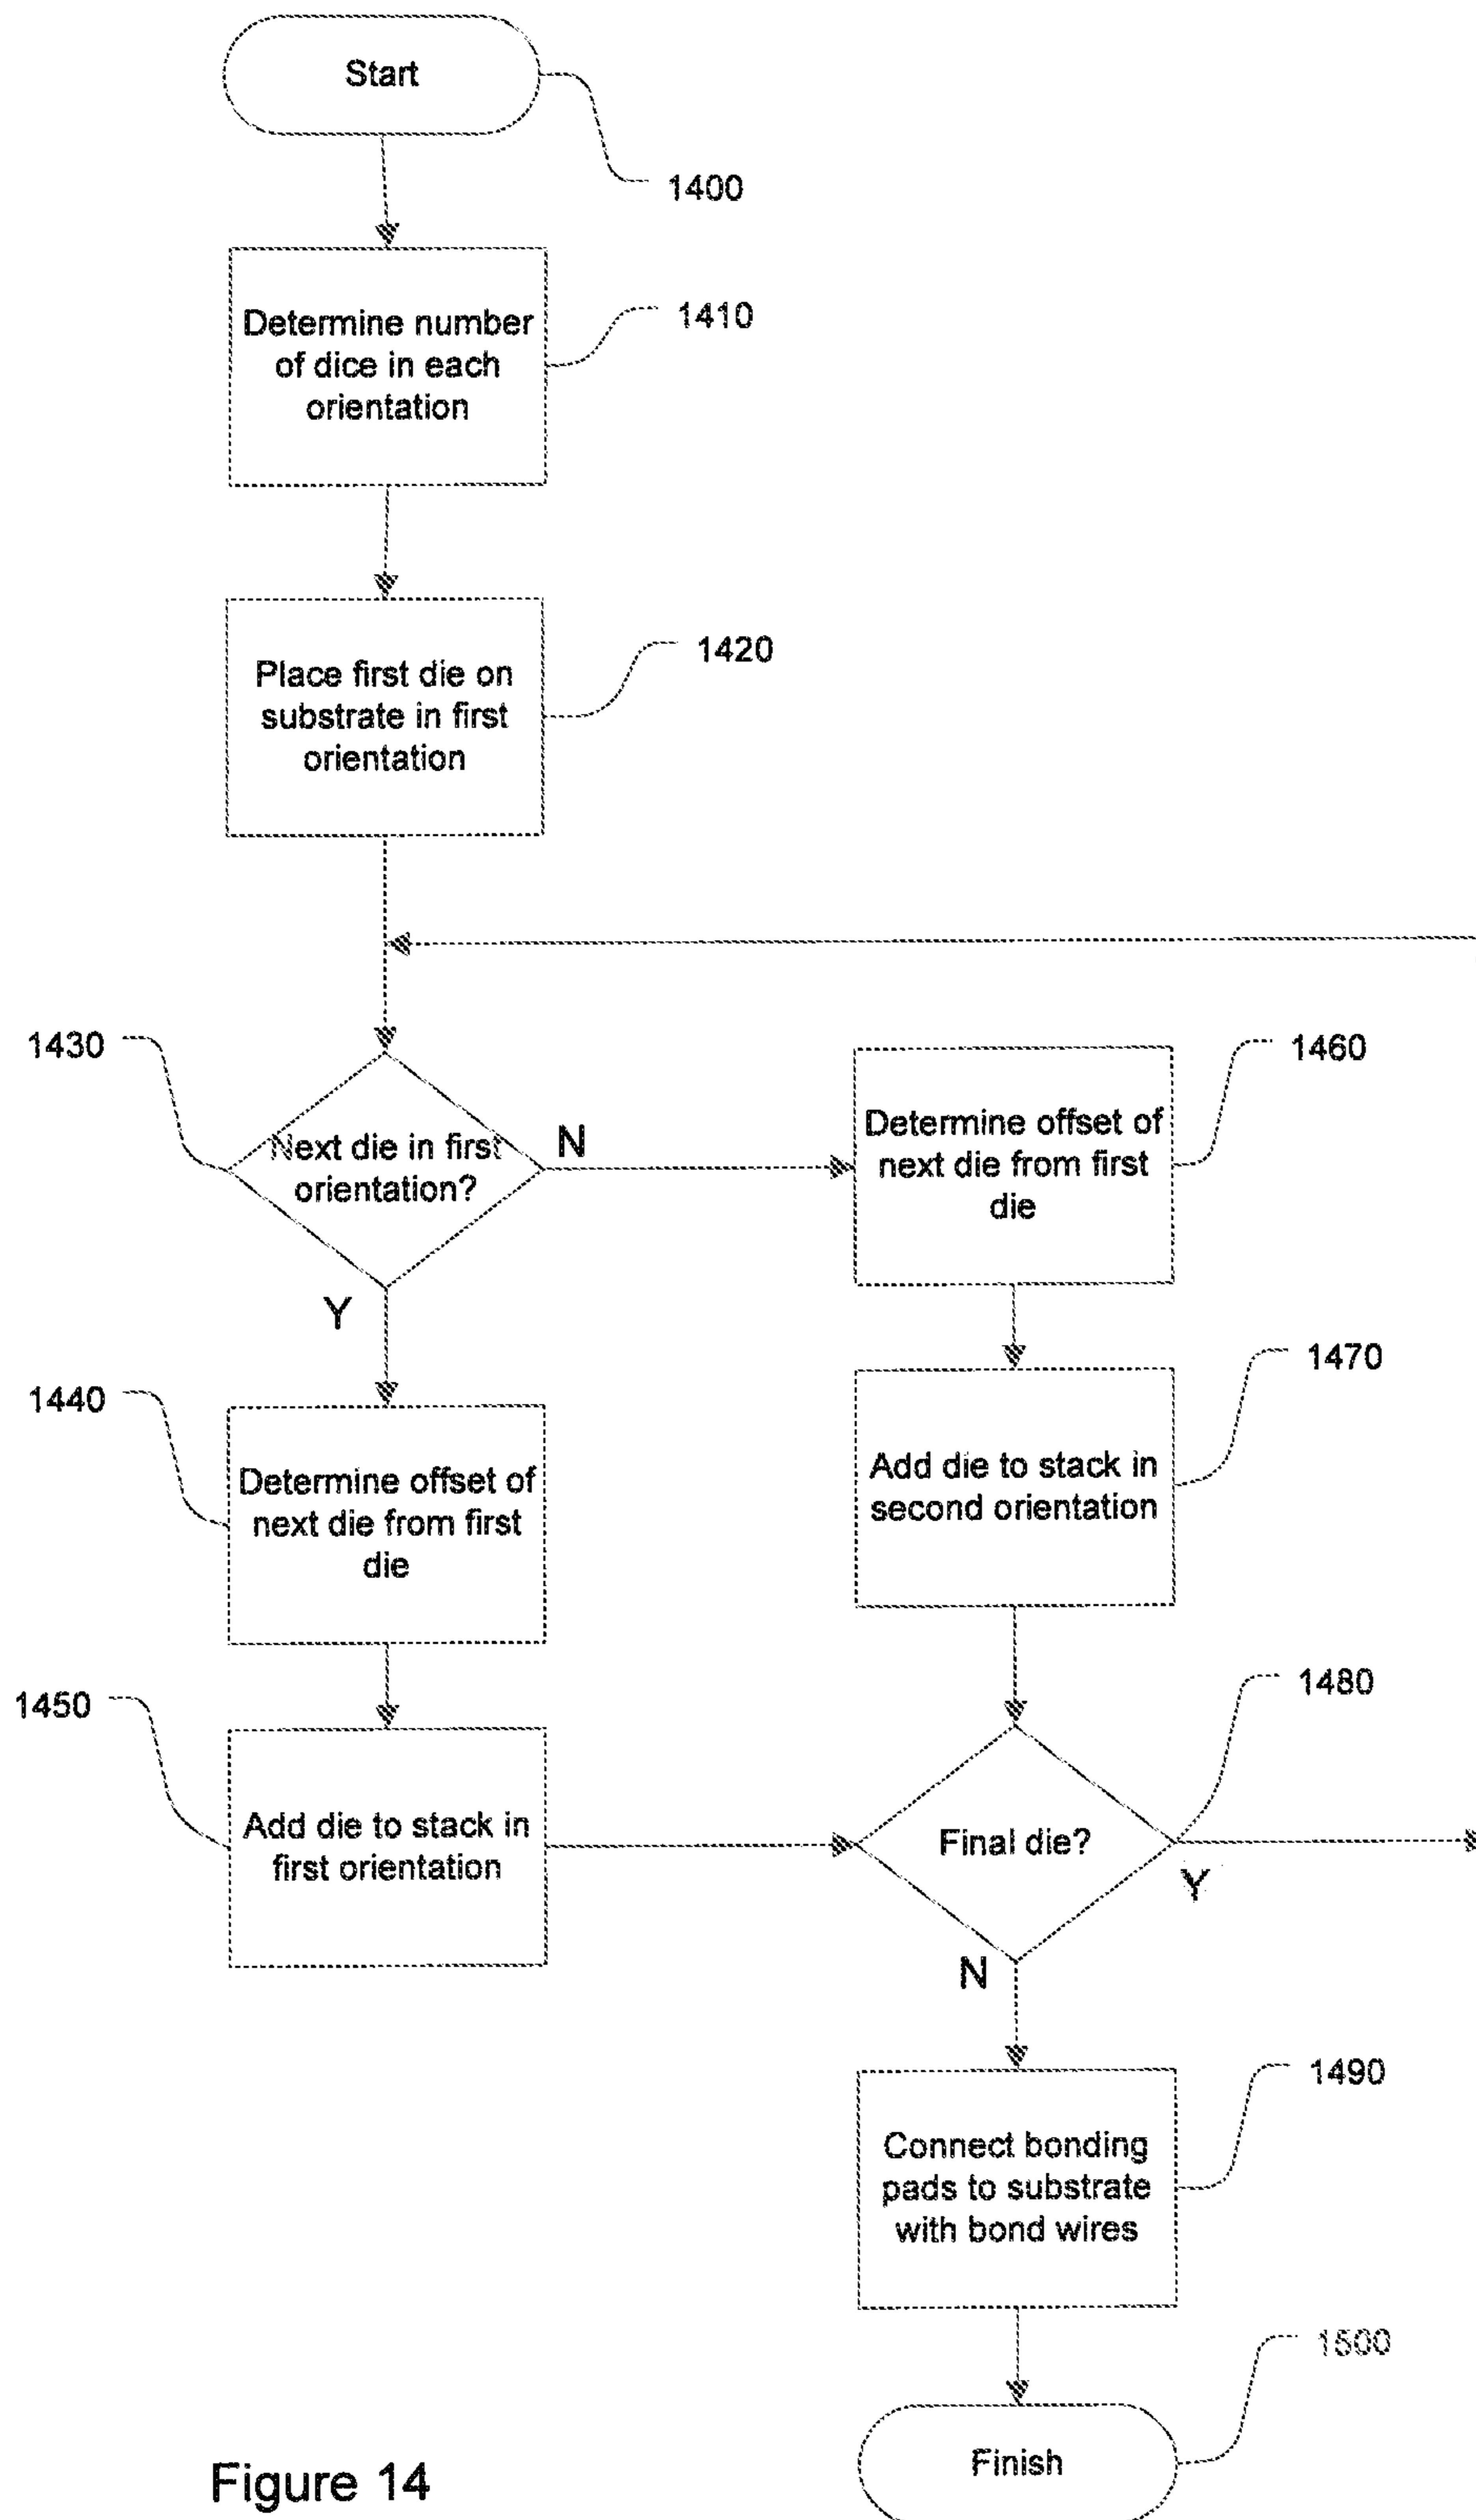 Start
1400
Determine number
of dice in each
orientation
1410
Place first die on
substrate in first
orientation
1420
1430
Next die in first
orientation?
N
Y
1460
Determine offset of
next die from first
die
1440
Determine offset of
next die from first
die
1470
Add die to stack in
second orientation
1450
Add die to stack in
first orientation
1480
Final die?
Y
N
1490
Connect bonding
pads to substrate
with bond wires
1500
Finish
Figure 14